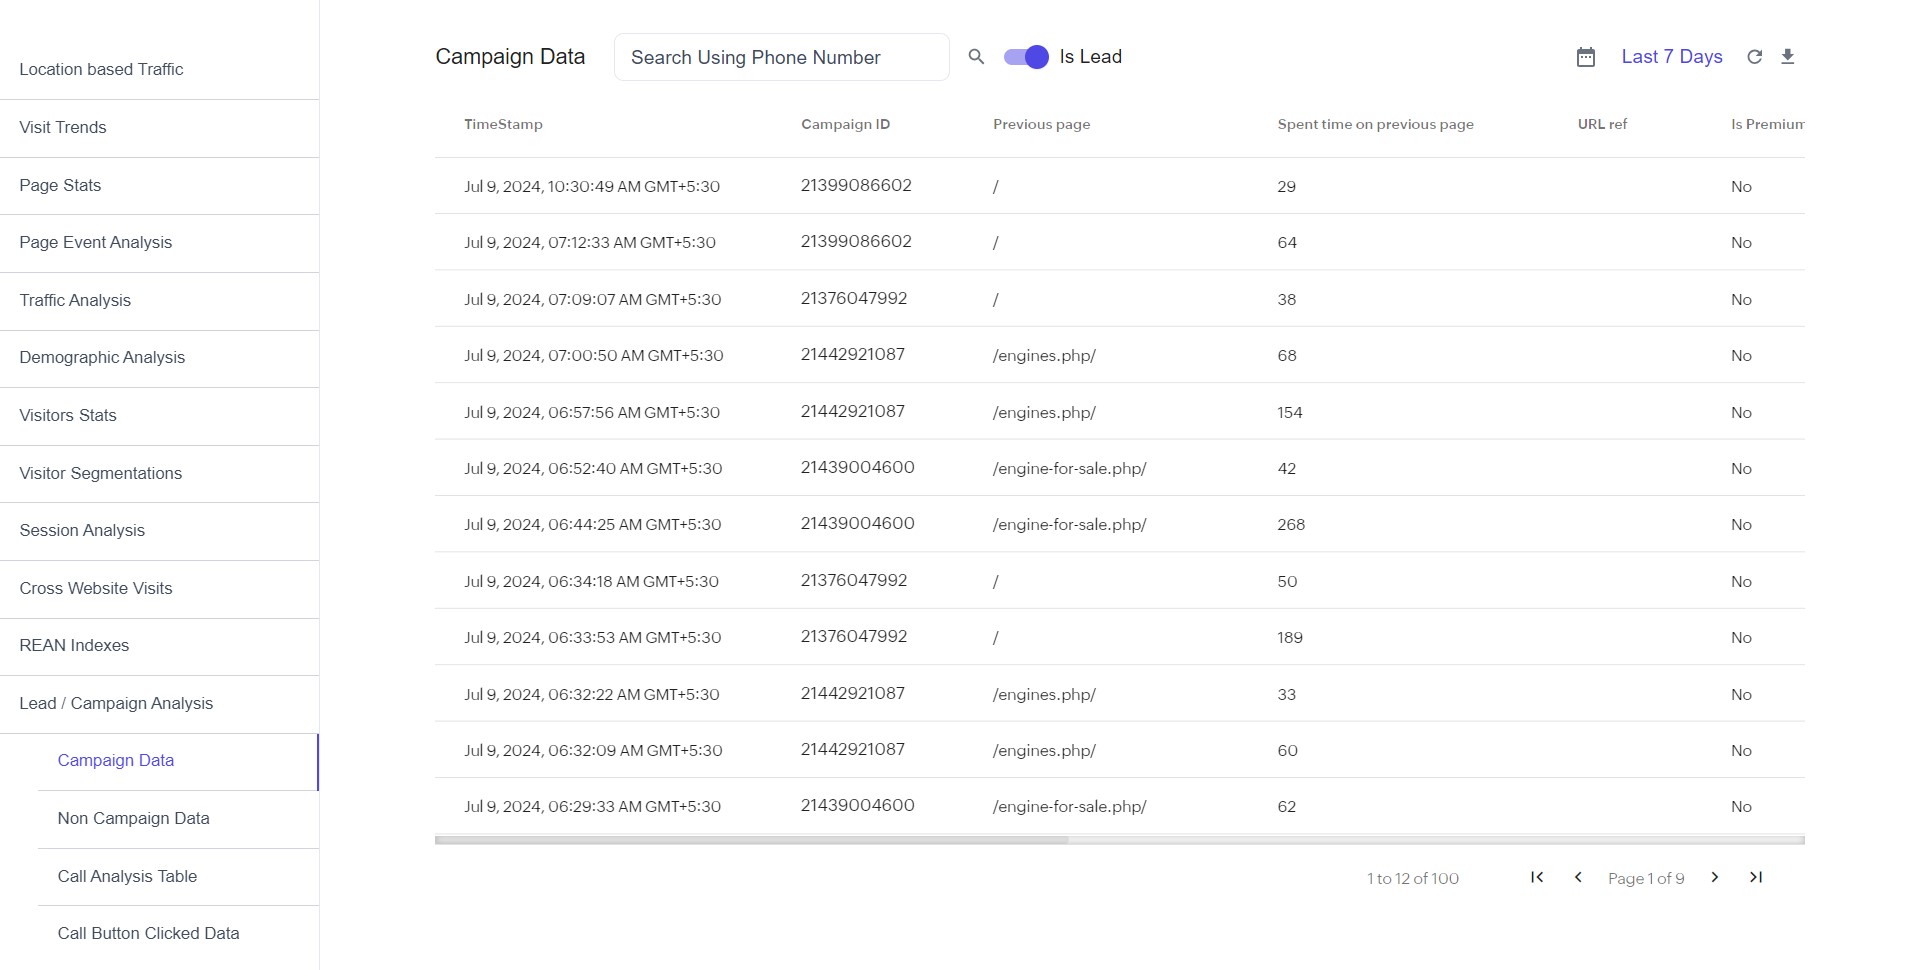 Location based Traffic
Visit Trends
Page Stats
Page Event Analysis
Traffic Analysis
Demographic Analysis
Visitors Stats
Visitor Segmentations
Session Analysis
Cross Website Visits
REAN Indexes
Lead / Campaign Analysis
Campaign Data
Non Campaign Data
Call Analysis Table
Call Button Clicked Data
Campaign Data Search Using Phone Number Is Lead Last 7 Days
TimeStamp Campaign ID Previous page Spent time on previous page URL ref Is Premium
Jul 9, 2024, 10:30:49 AM GMT+5:30 21399086602 / 29 No
Jul 9, 2024, 07:12:33 AM GMT+5:30 21399086602 / 64 No
Jul 9, 2024, 07:09:07 AM GMT+5:30 21376047992 / 38 No
Jul 9, 2024, 07:00:50 AM GMT+5:30 21442921087 /engines.php/ 68 No
Jul 9, 2024, 06:57:56 AM GMT+5:30 21442921087 /engines.php/ 154 No
Jul 9, 2024, 06:52:40 AM GMT+5:30 21439004600 /engine-for-sale.php/ 42 No
Jul 9, 2024, 06:44:25 AM GMT+5:30 21439004600 /engine-for-sale.php/ 268 No
Jul 9, 2024, 06:34:18 AM GMT+5:30 21376047992 / 50 No
Jul 9, 2024, 06:33:53 AM GMT+5:30 21376047992 / 189 No
Jul 9, 2024, 06:32:22 AM GMT+5:30 21442921087 /engines.php/ 33 No
Jul 9, 2024, 06:32:09 AM GMT+5:30 21442921087 /engines.php/ 60 No
Jul 9, 2024, 06:29:33 AM GMT+5:30 21439004600 /engine-for-sale.php/ 62 No
1 to 12 of 100 Page 1 of 9